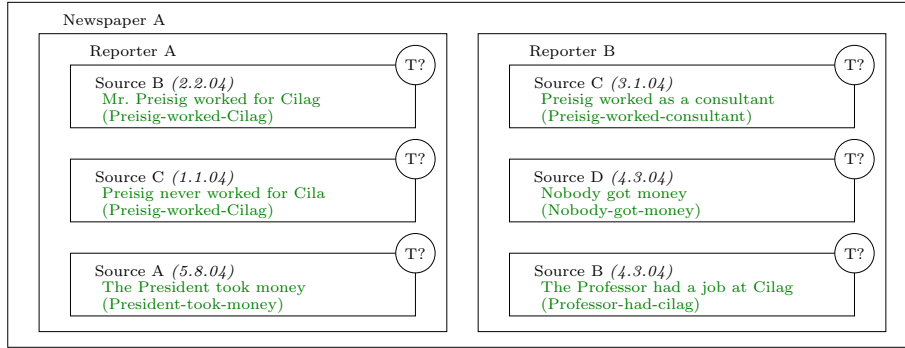 Newspaper A
Reporter A
T?
Source B (2.2.04)
Mr. Preisig worked for Cilag
(Preisig-worked-Cilag)
T?
Source C (1.1.04)
Preisig never worked for Cila
(Preisig-worked-Cilag)
T?
Source A (5.8.04)
The President took money
(President-took-money)
Reporter B
T?
Source C (3.1.04)
Preisig worked as a consultant
(Preisig-worked-consultant)
T?
Source D (4.3.04)
Nobody got money
(Nobody-got-money)
T?
Source B (4.3.04)
The Professor had a job at Cilag
(Professor-had-cilag)